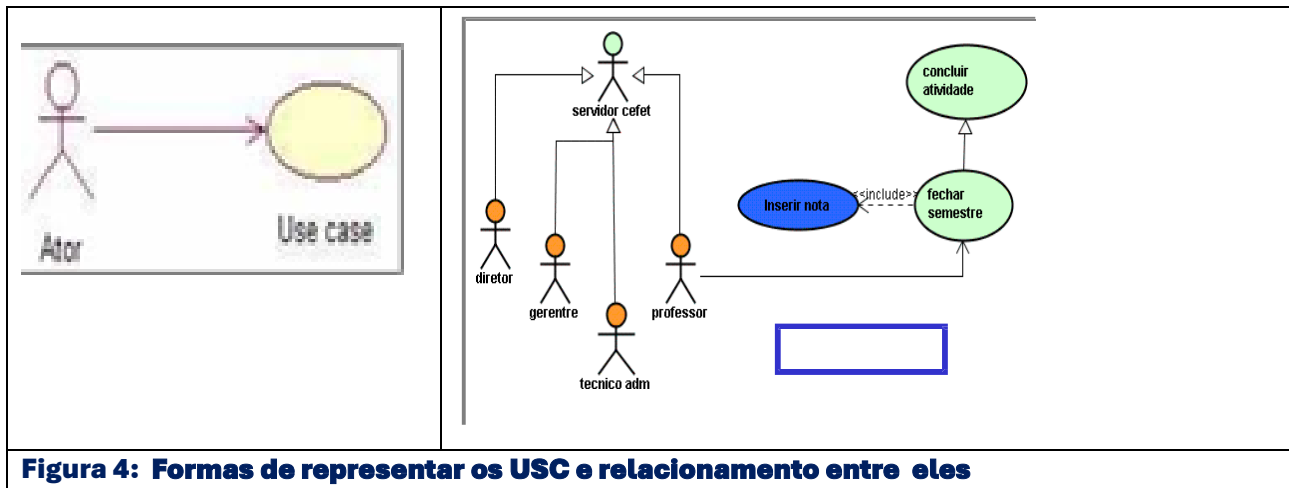 Ator
Use case
servidor cefet
diretor
gerentre
tecnico adm
professor
concluir
atividade
<<include>>
Inserir nota
fechar
semestre
Figura 4: Formas de representar os USC e relacionamento entre eles